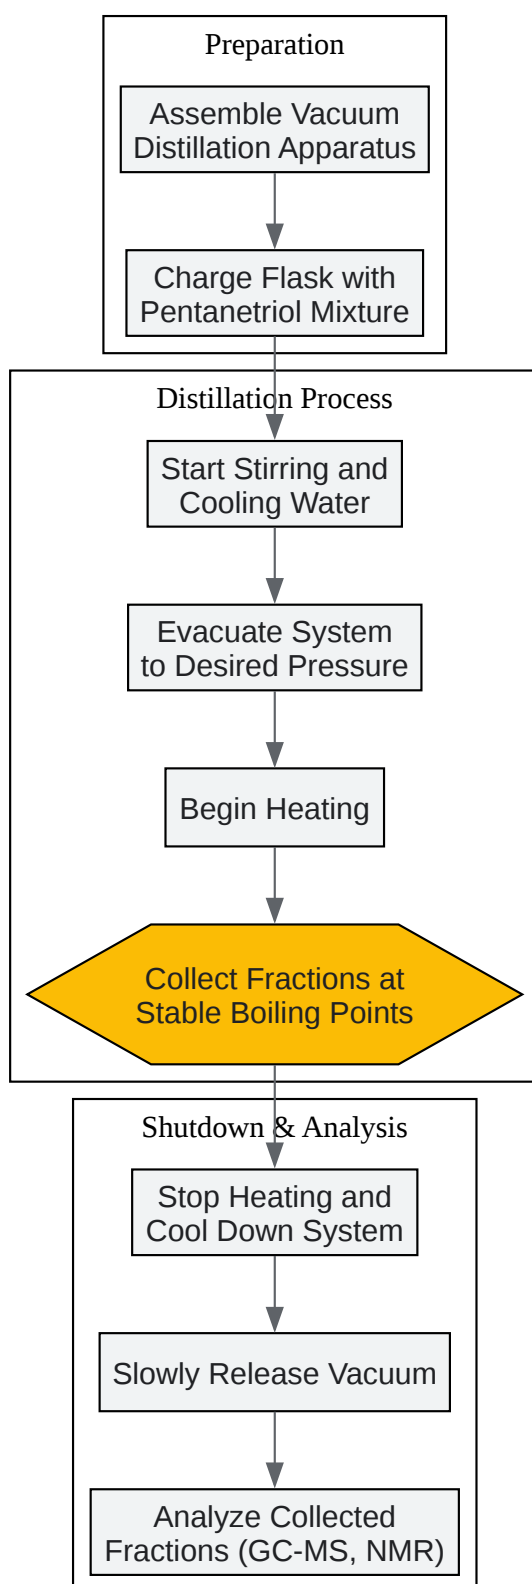 Preparation
Assemble Vacuum
Distillation Apparatus
Charge Flask with
Pentanetriol Mixture
Distillation Process
Start Stirring and
Cooling Water
Evacuate System
to Desired Pressure
Begin Heating
Collect Fractions at
Stable Boiling Points
Shutdown & Analysis
Stop Heating and
Cool Down System
Slowly Release Vacuum
Analyze Collected
Fractions (GC-MS, NMR)